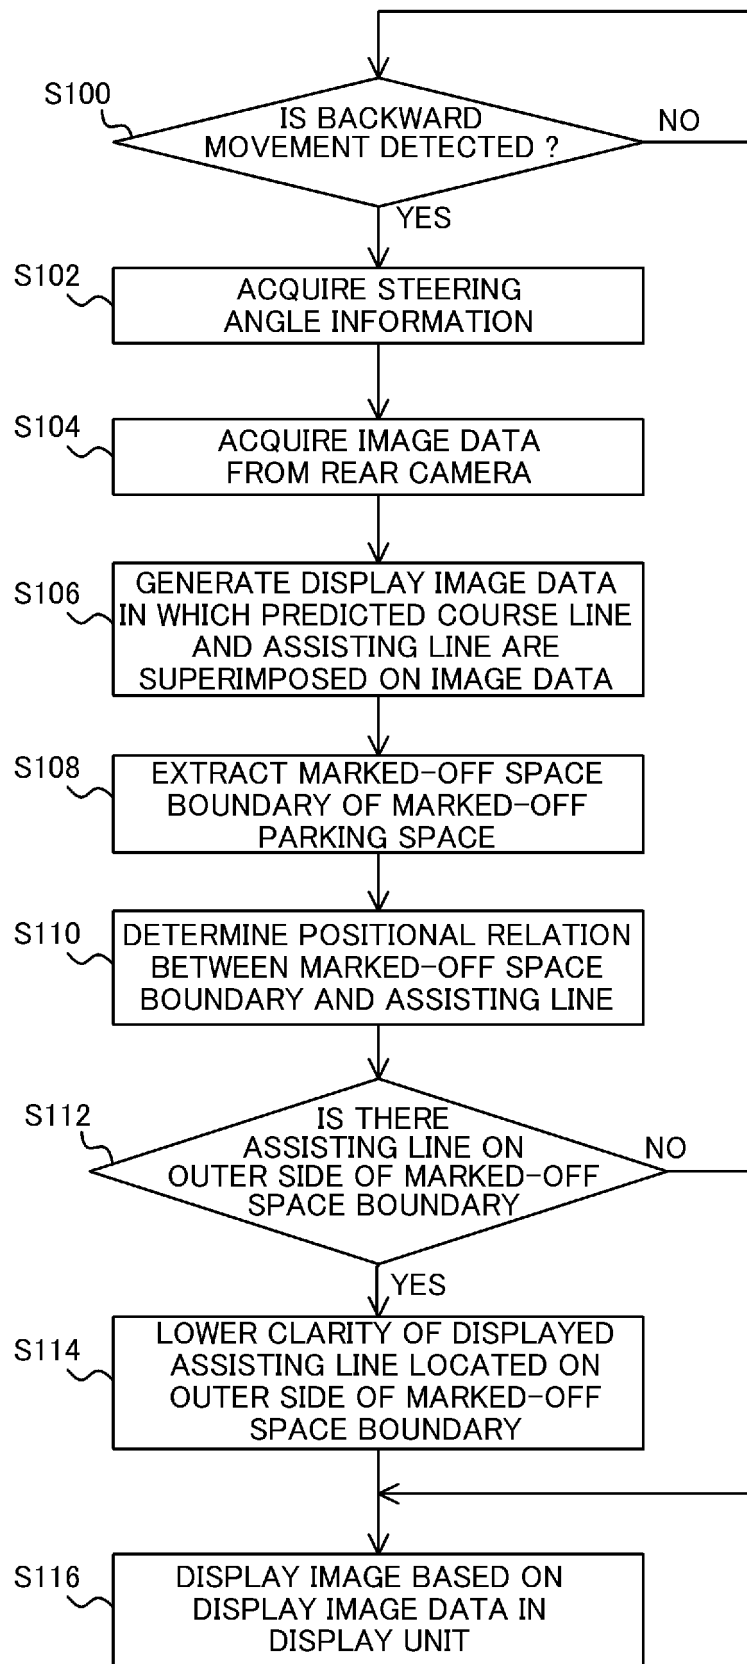 S100
IS BACKWARD
MOVEMENT DETECTED ?
NO
YES
S102
ACQUIRE STEERING
ANGLE INFORMATION
S104
ACQUIRE IMAGE DATA
FROM REAR CAMERA
S106
GENERATE DISPLAY IMAGE DATA
IN WHICH PREDICTED COURSE LINE
AND ASSISTING LINE ARE
SUPERIMPOSED ON IMAGE DATA
S108
EXTRACT MARKED-OFF SPACE
BOUNDARY OF MARKED-OFF
PARKING SPACE
S110
DETERMINE POSITIONAL RELATION
BETWEEN MARKED-OFF SPACE
BOUNDARY AND ASSISTING LINE
S112
IS THERE
ASSISTING LINE ON
OUTER SIDE OF MARKED-OFF
SPACE BOUNDARY
NO
YES
S114
LOWER CLARITY OF DISPLAYED
ASSISTING LINE LOCATED ON
OUTER SIDE OF MARKED-OFF
SPACE BOUNDARY
S116
DISPLAY IMAGE BASED ON
DISPLAY IMAGE DATA IN
DISPLAY UNIT